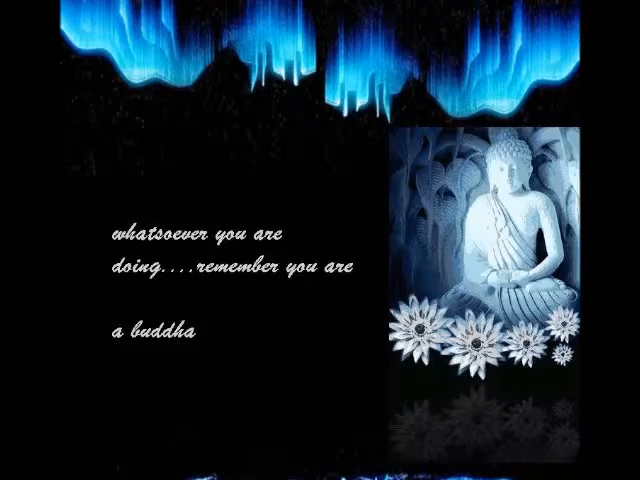 whatsoever you are
doing....remember you are
a buddha